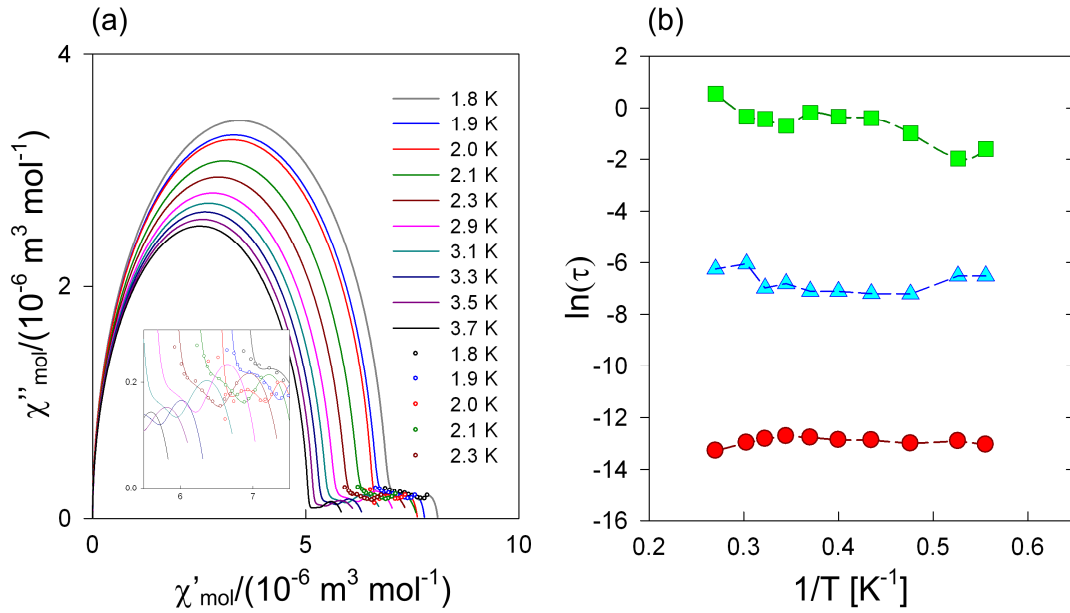 (a)
χ''mol/(10-6 m3 mol-1)
4
2
0
0
5
10
χ'mol/(10-6 m3 mol-1)
1.8 K
1.9 K
2.0 K
2.1 K
2.3 K
2.9 K
3.1 K
3.3 K
3.5 K
3.7 K
1.8 K
1.9 K
2.0 K
2.1 K
2.3 K
0.2
0.0
6
7
(b)
ln(τ)
2
0
-2
-4
-6
-8
-10
-12
-14
-16
0.2
0.3
0.4
0.5
0.6
1/T [K-1]